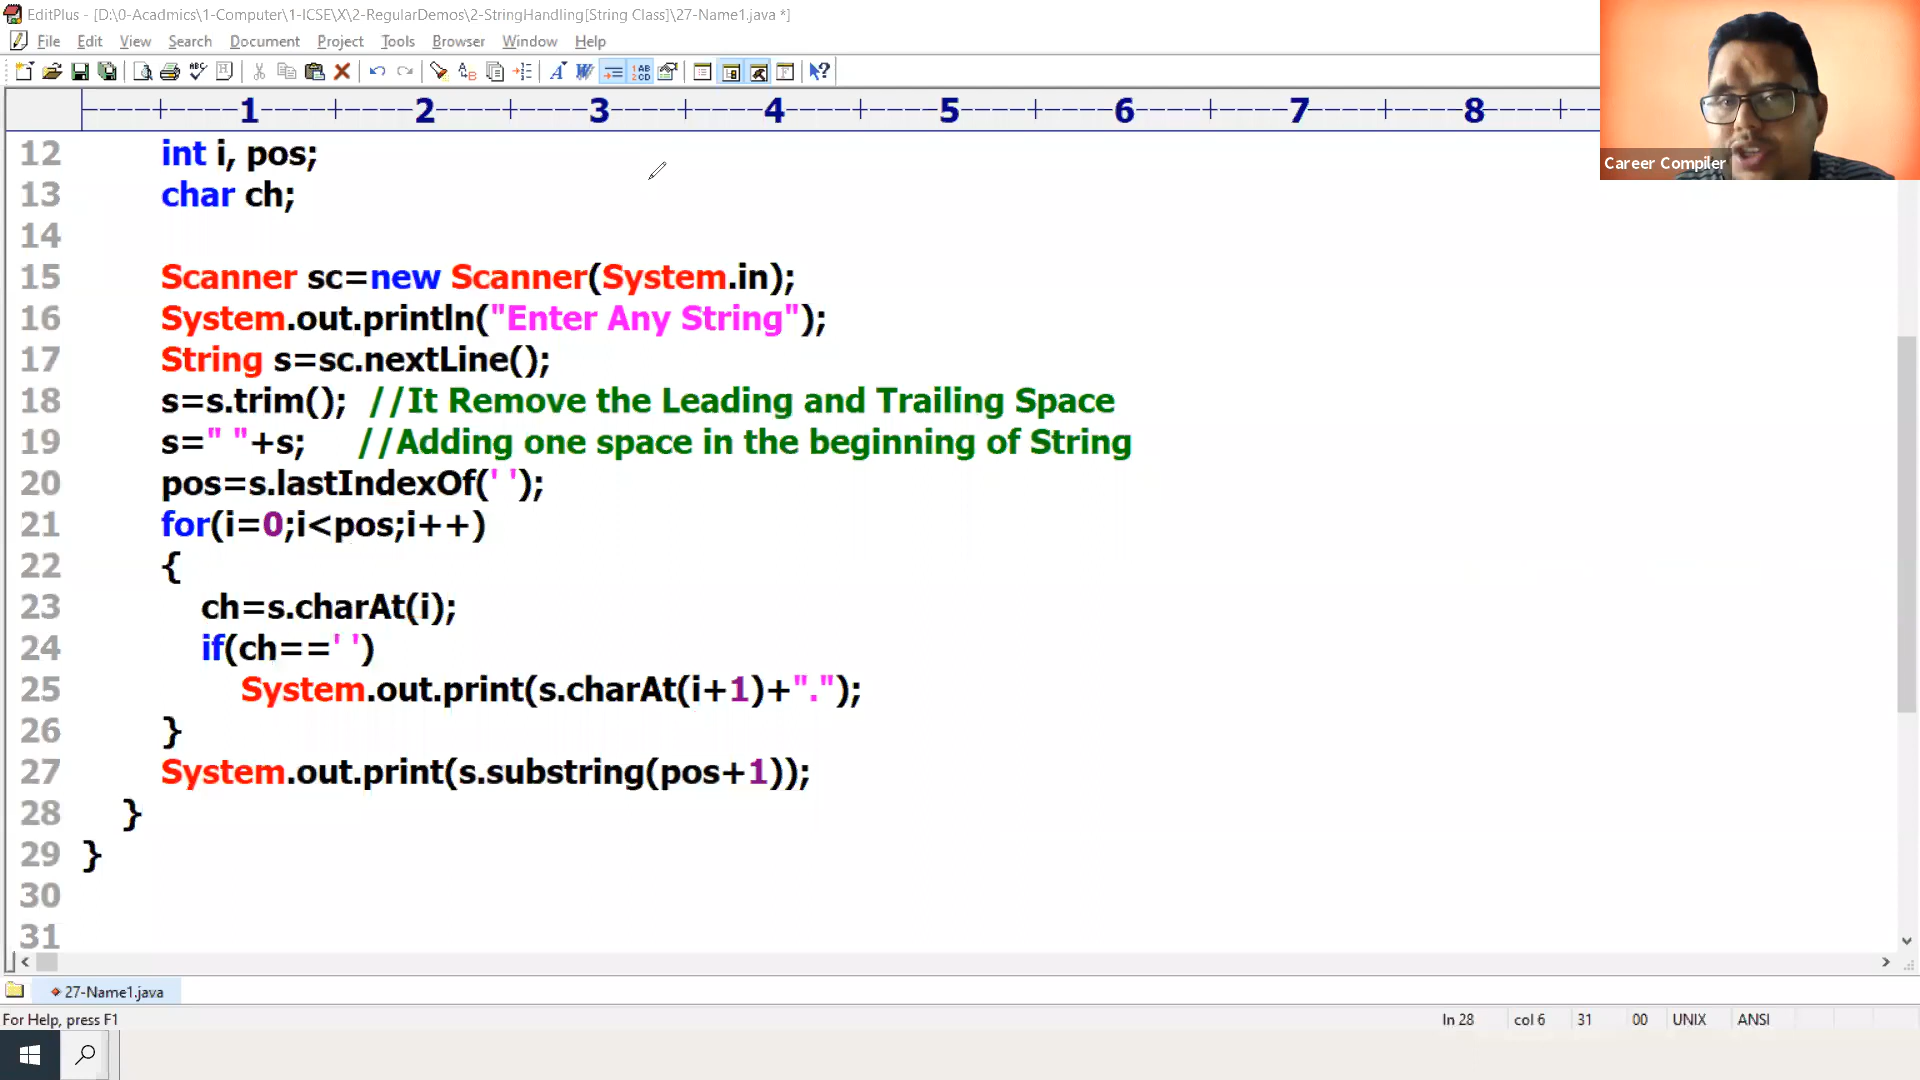 EditPlus - [D:\0-Acadmics\1-Computer\1-ICSE\X\2-RegularDemos\2-StringHandling[String Class]\27-Name1.java *]
File Edit View Search Document Project Tools Browser Window Help
1 2 3 4 5 6 7 8
Career Compiler
12 int i, pos;
13 char ch;
14
15 Scanner sc=new Scanner(System.in);
16 System.out.println("Enter Any String");
17 String s=sc.nextLine();
18 s=s.trim(); //It Remove the Leading and Trailing Space
19 s=" "+s; //Adding one space in the beginning of String
20 pos=s.lastIndexOf(' ');
21 for(i=0;i<pos;i++)
22 {
23 ch=s.charAt(i);
24 if(ch==' ')
25 System.out.print(s.charAt(i+1)+".");
26 }
27 System.out.print(s.substring(pos+1));
28 }
29 }
30
31
27-Name1.java
For Help, press F1 ln 28 col 6 31 00 UNIX ANSI